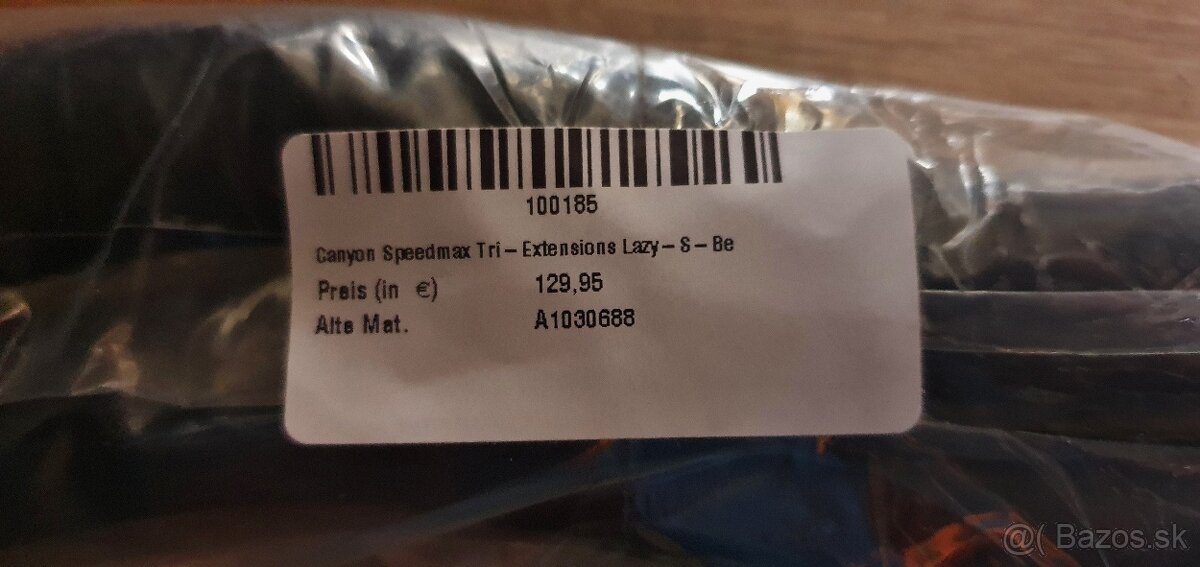 100185
Canyon Speedmax Tri-Extensions Lazy-S-Be
Preis (in €) 129,95
Alte Mat. A1030688
@( Bazos.sk